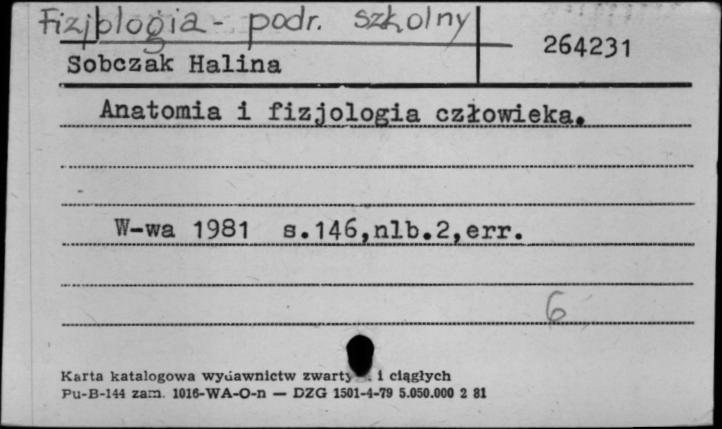 Fizjologia - podr. szkolny
264231
Sobczak Halina
Anatomia i fizjologia człowieka.
W-wa 1981 s.146,nlb.2,err.
6
Karta katalogowa wydawnictw i ciągłych
Pu-B-144 zam. 1016-WA-O-n — DZG 1501-4-79 5.050.000 2 81